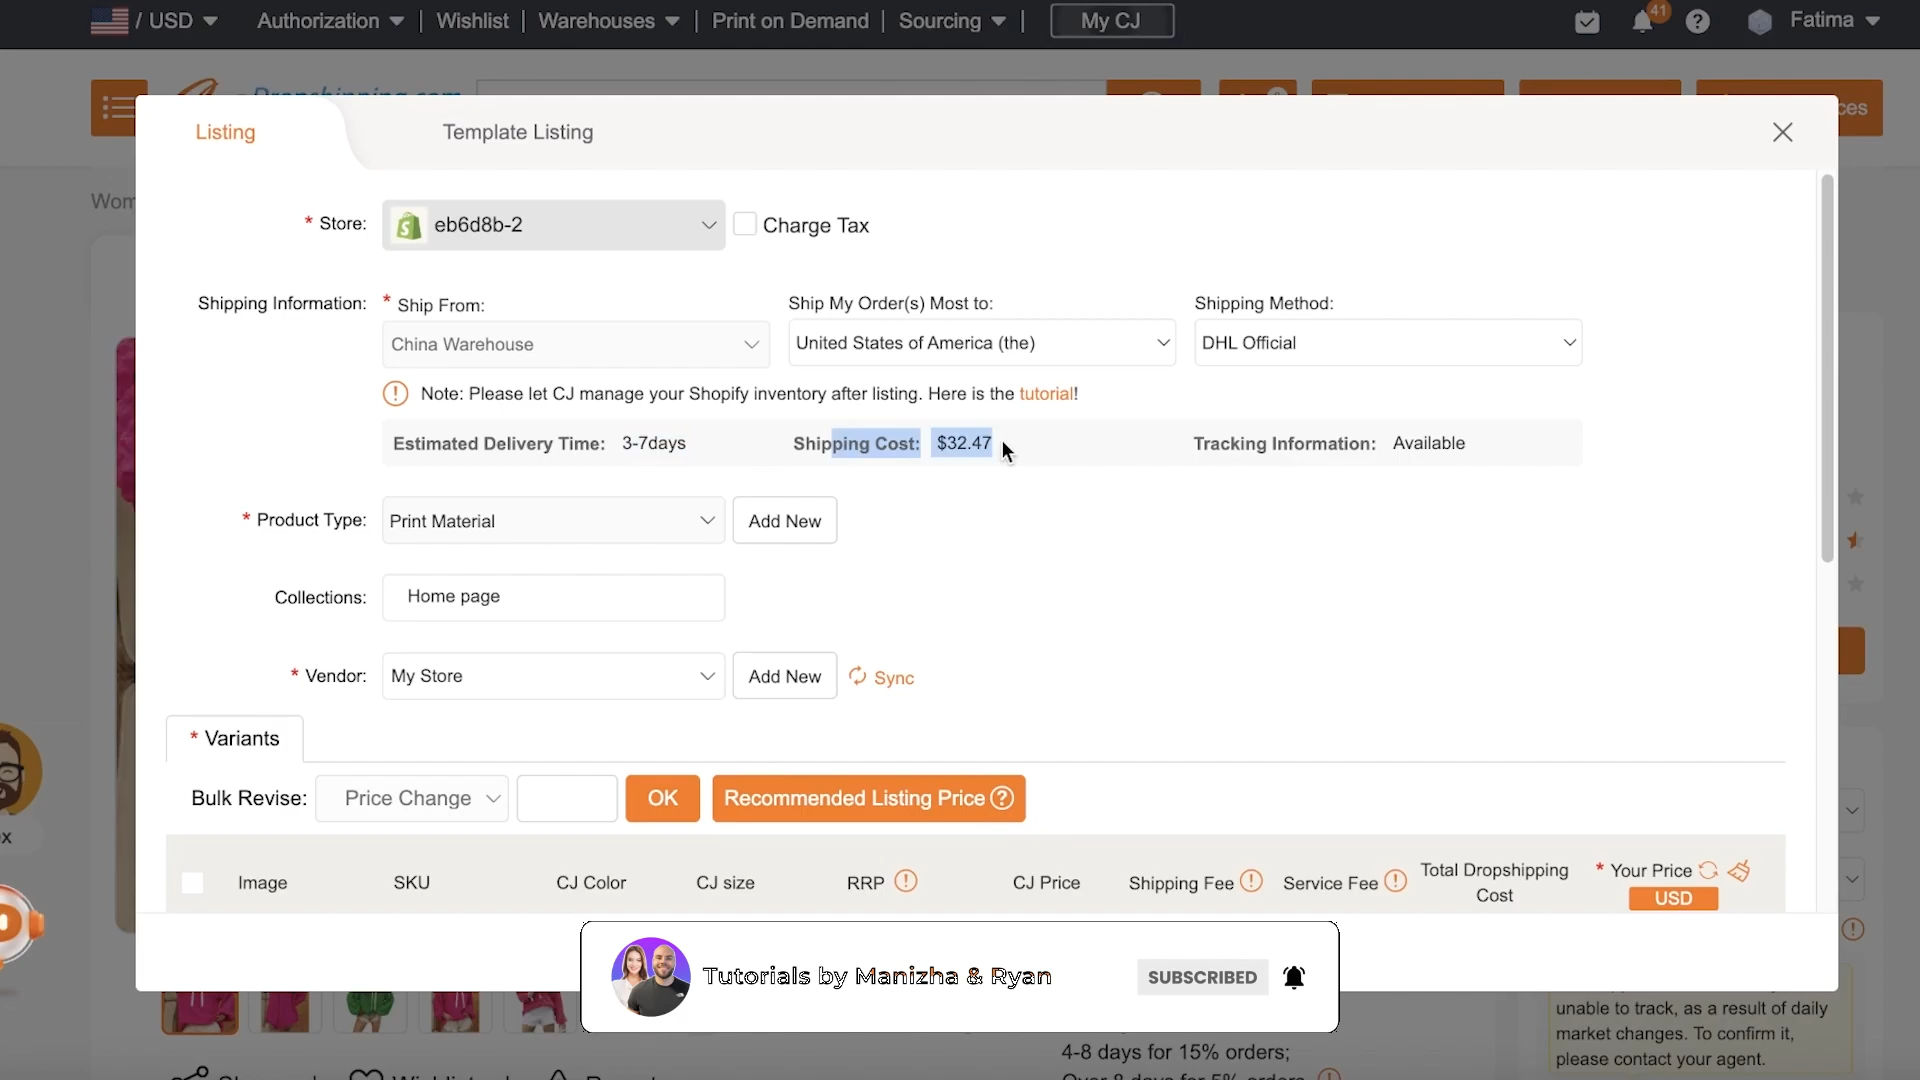 / USD Authorization Wishlist Warehouses Print on Demand Sourcing My CJ 41 Fatima
Dropshipping.com
Listing Template Listing
* Store: eb6d8b-2 Charge Tax
Shipping Information: * Ship From: Ship My Order(s) Most to: Shipping Method:
China Warehouse United States of America (the) DHL Official
Note: Please let CJ manage your Shopify inventory after listing. Here is the tutorial!
Estimated Delivery Time: 3-7days Shipping Cost: $32.47 Tracking Information: Available
* Product Type: Print Material Add New
Collections: Home page
* Vendor: My Store Add New Sync
* Variants
Bulk Revise: Price Change OK Recommended Listing Price
Image SKU CJ Color CJ size RRP CJ Price Shipping Fee Service Fee Total Dropshipping Cost * Your Price
USD
Tutorials by Manizha & Ryan SUBSCRIBED
unable to track, as a result of daily
market changes. To confirm it,
please contact your agent.
4-8 days for 15% orders;